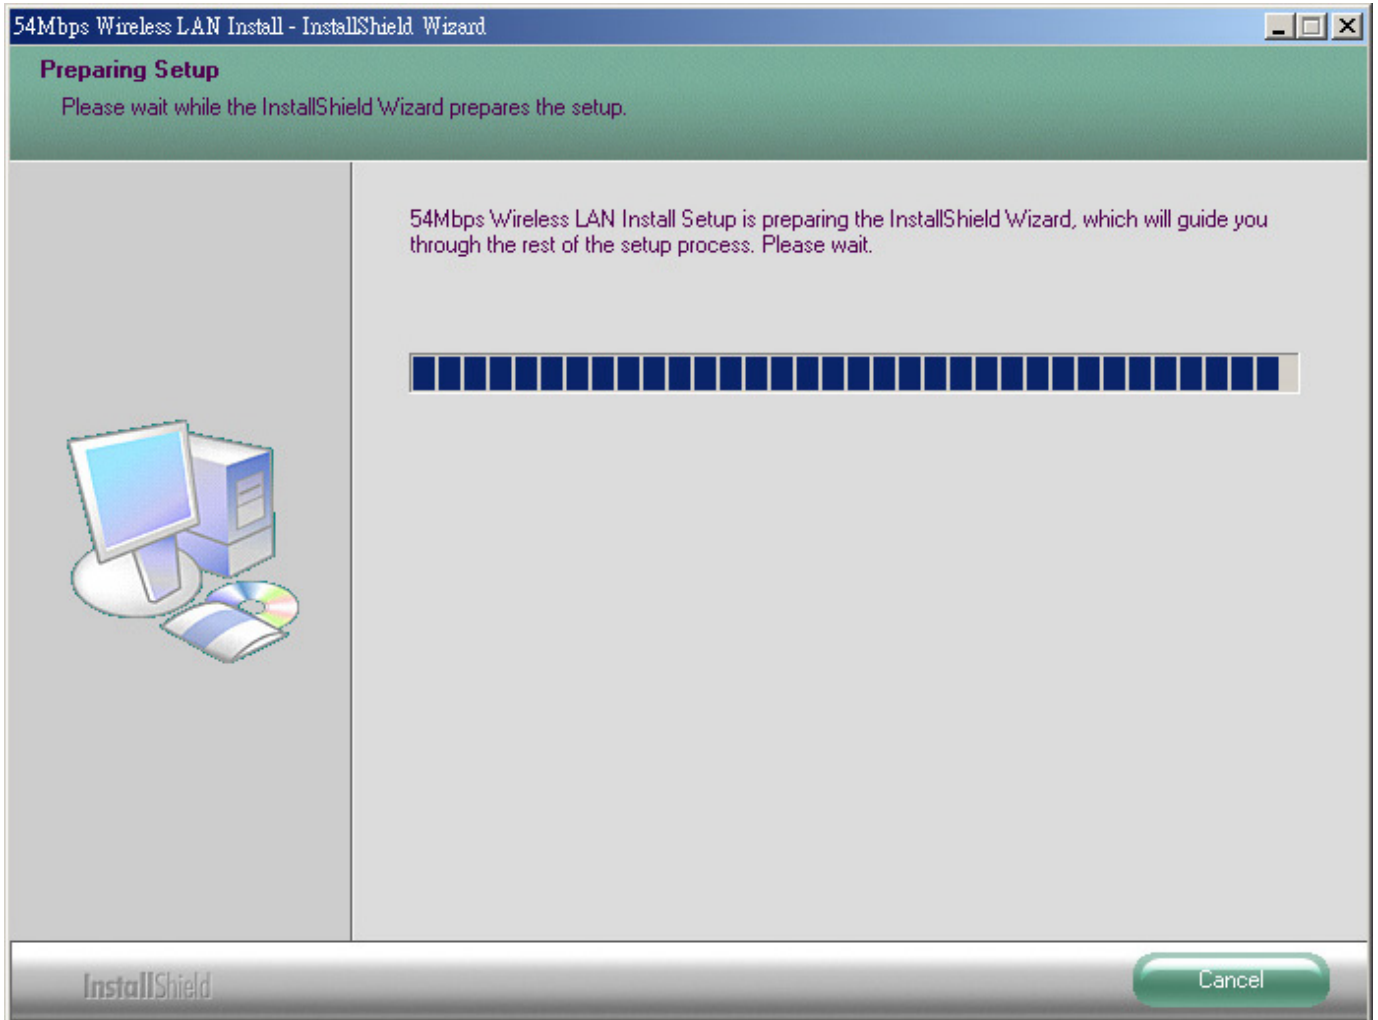 54Mbps Wireless LAN Install - InstallShield Wizard
Preparing Setup
Please wait while the InstallShield Wizard prepares the setup.
54Mbps Wireless LAN Install Setup is preparing the InstallShield Wizard, which will guide you
through the rest of the setup process. Please wait.
InstallShield
Cancel